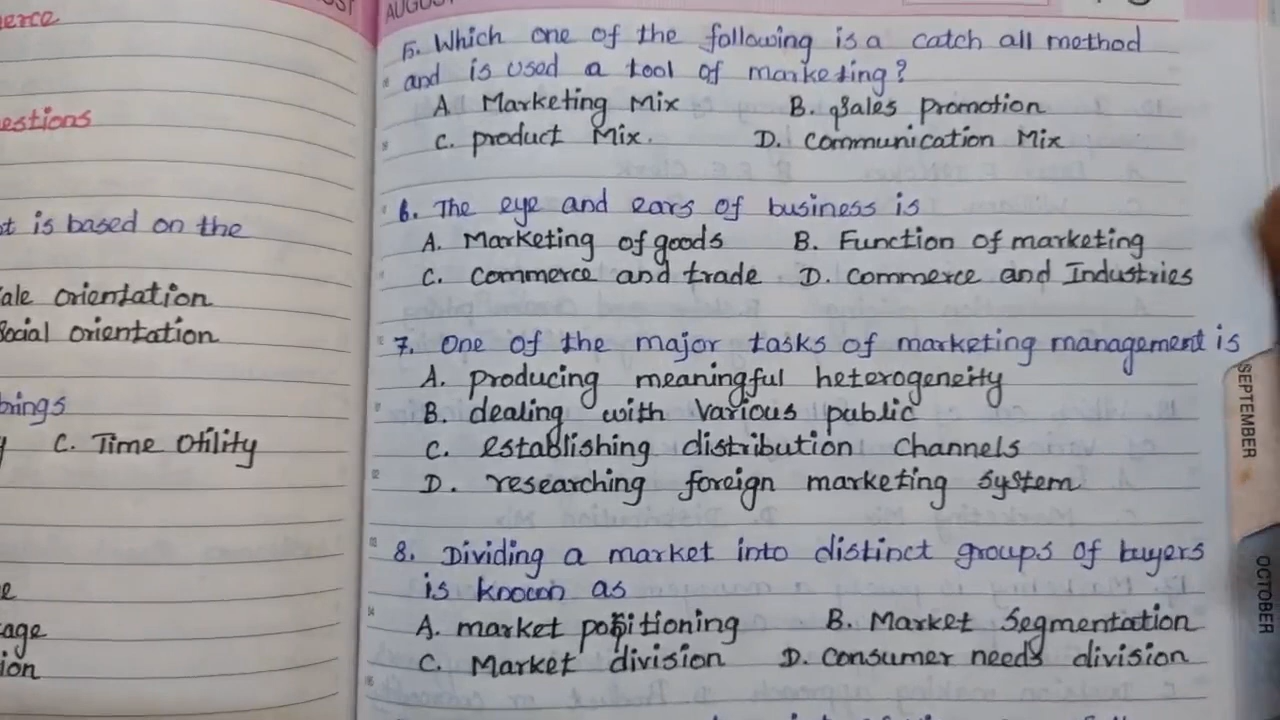 AUGUST
erce
estions
t is based on the
ale orientation
Social orientation
brings
y C. Time Otility
e
age
ion
5. Which one of the following is a catch all method
and is used a tool of marketing?
A Marketing Mix B. Sales promotion
C. product Mix. D. Communication Mix
6. The eye and ears of business is
A. Marketing of goods B. Function of marketing
C. Commerce and trade D. Commerce and Industries
7. One of the major tasks of marketing management is
A. producing meaningful heterogeneity
B. dealing with various public
C. establishing distribution channels
D. researching foreign marketing system
8. Dividing a market into distinct groups of buyers
is known as
A. market positioning B. Market Segmentation
C. Market division D. Consumer needs division
SEPTEMBER
OCTOBER